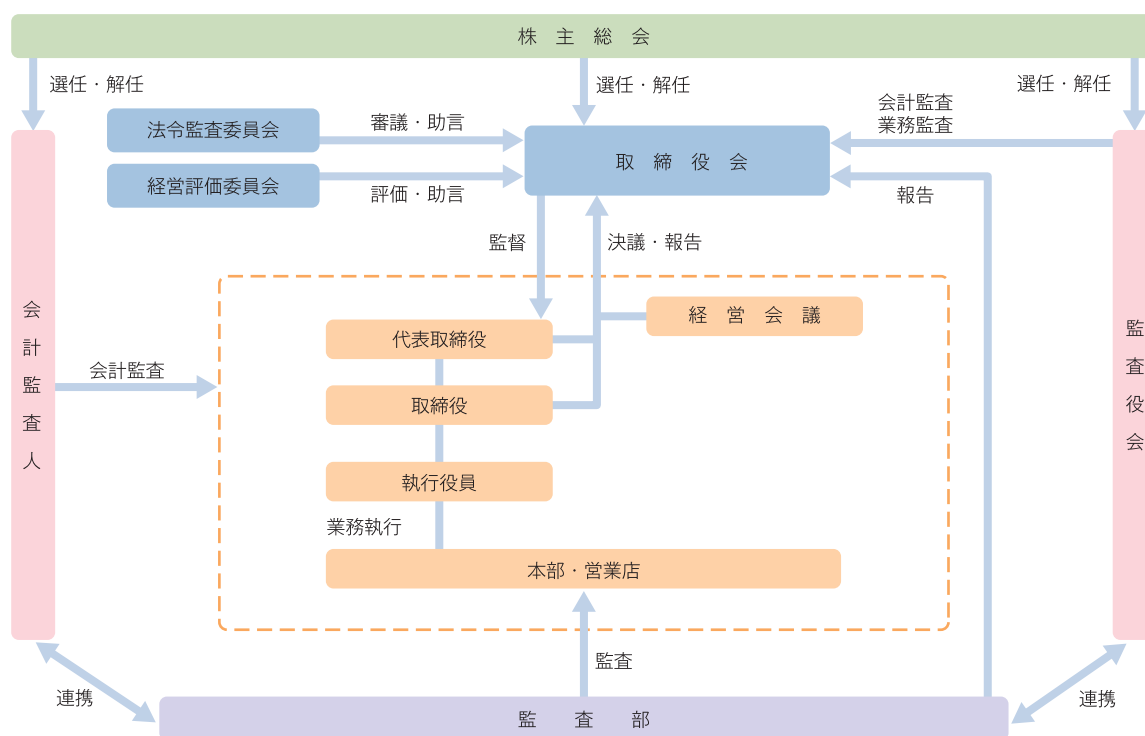 株主総会
選任・解任
選任・解任
選任・解任
法令監査委員会
審議・助言
会計監査
業務監査
取締役会
経営評価委員会
評価・助言
報告
監督
決議・報告
会計監査人
監査役会
経営会議
代表取締役
会計監査
取締役
執行役員
業務執行
本部・営業店
監査
連携
連携
監査部